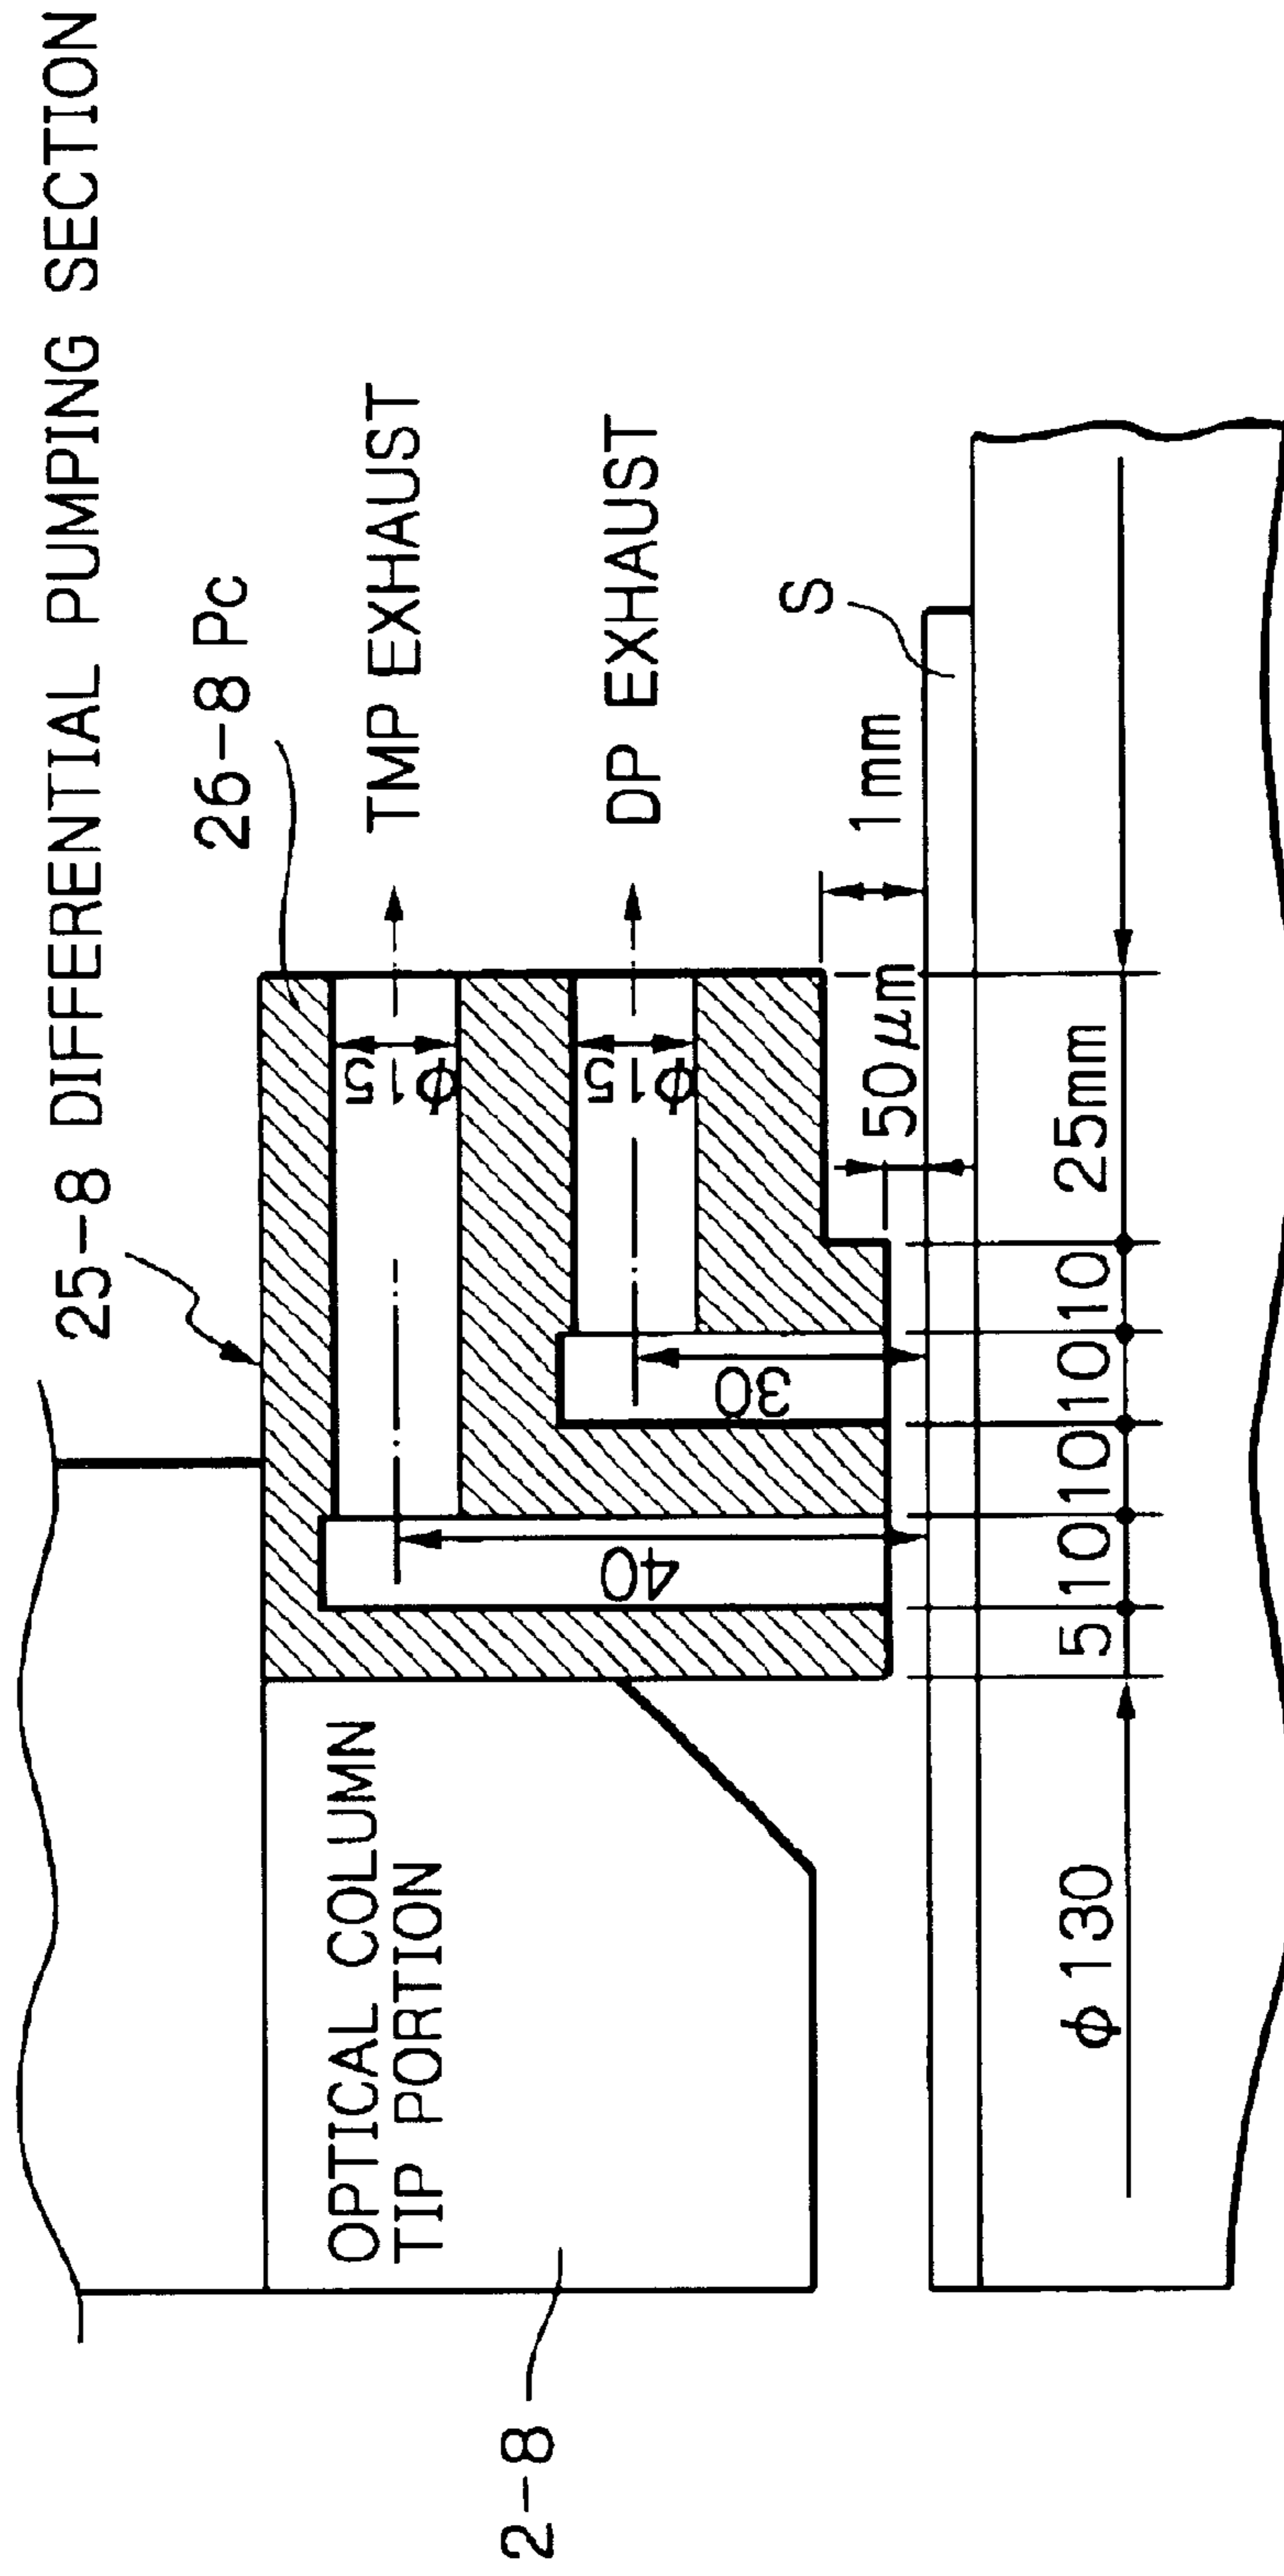 25-8 DIFFERENTIAL PUMPING SECTION
26-8 Pc
TMP EXHAUST
DP EXHAUST
φ15
φ15
S
1mm
50μm
40
30
OPTICAL COLUMN
TIP PORTION
2-8
φ130
5
10
10
10
10
25mm